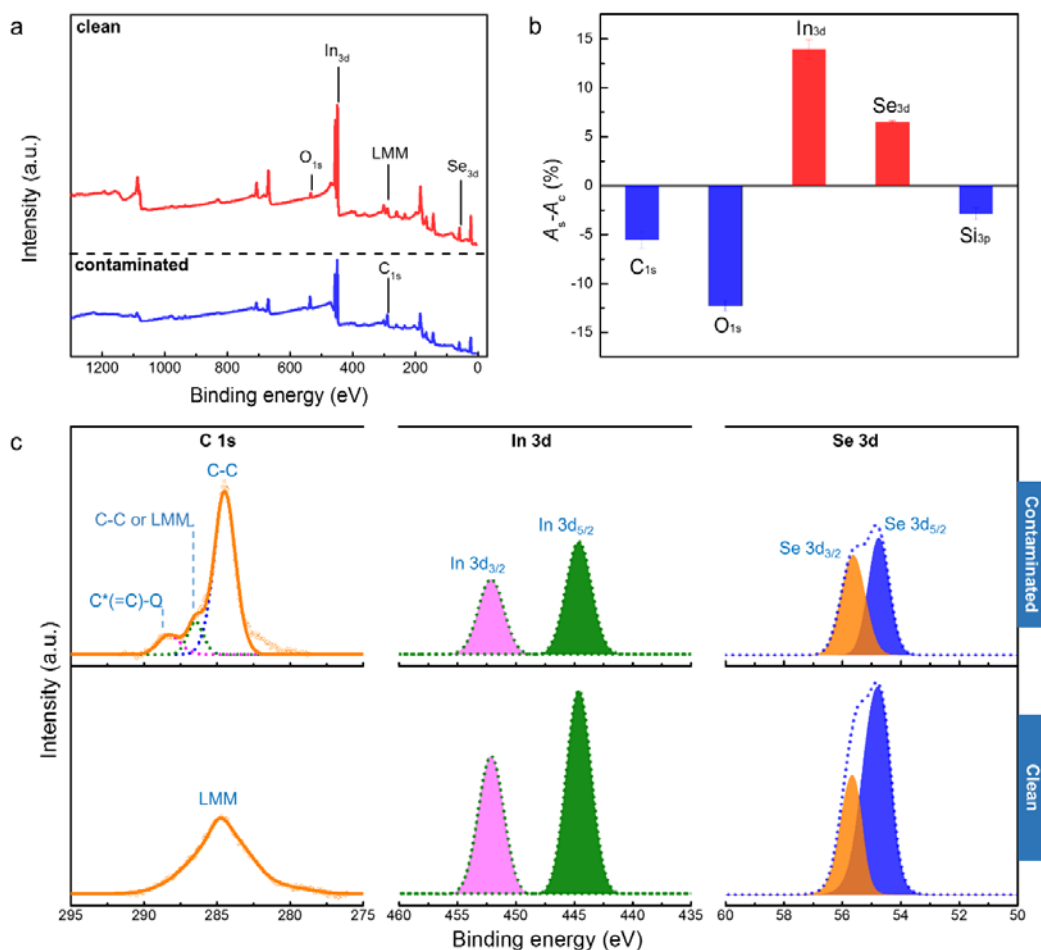 a
clean
In3d
O1s
LMM
Se3d
contaminated
C1s
Intensity (a.u.)
1200 1000 800 600 400 200 0
Binding energy (eV)
b
15
10
5
0
-5
-10
-15
As-Ac (%)
In3d
Se3d
C1s
O1s
Si3p
c
C 1s
In 3d
Se 3d
C-C
C-C or LMM
C*(=C)-O
In 3d5/2
In 3d3/2
Se 3d5/2
Se 3d3/2
Contaminated
Intensity (a.u.)
LMM
Clean
295 290 285 280 275
460 455 450 445 440 435
60 58 56 54 52 50
Binding energy (eV)